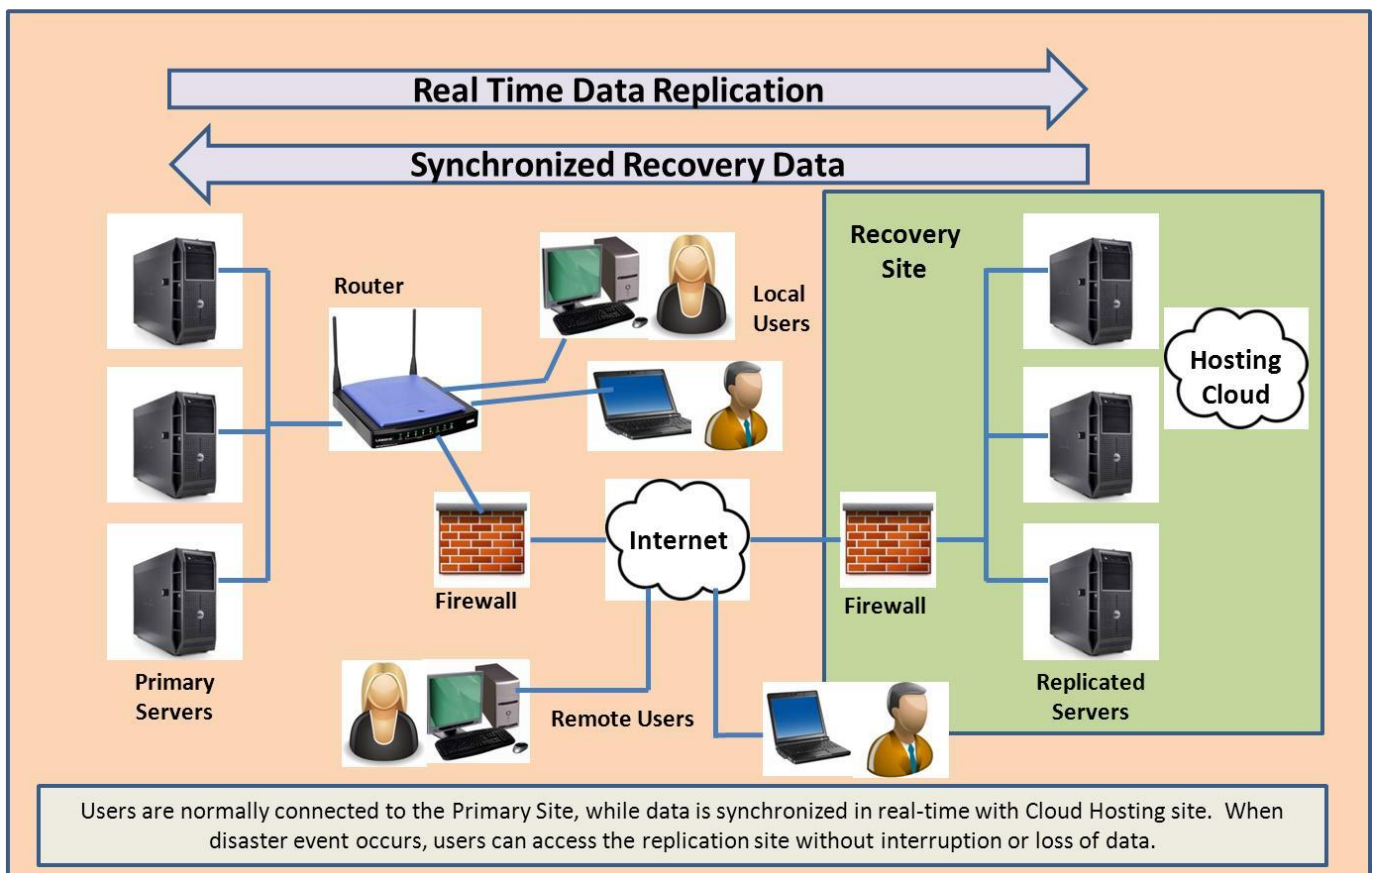 Real Time Data Replication
Synchronized Recovery Data
Recovery
Site
Router
Local
Users
Hosting
Cloud
Internet
Firewall
Firewall
Primary
Servers
Remote Users
Replicated
Servers
Users are normally connected to the Primary Site, while data is synchronized in real-time with Cloud Hosting site.  When
disaster event occurs, users can access the replication site without interruption or loss of data.